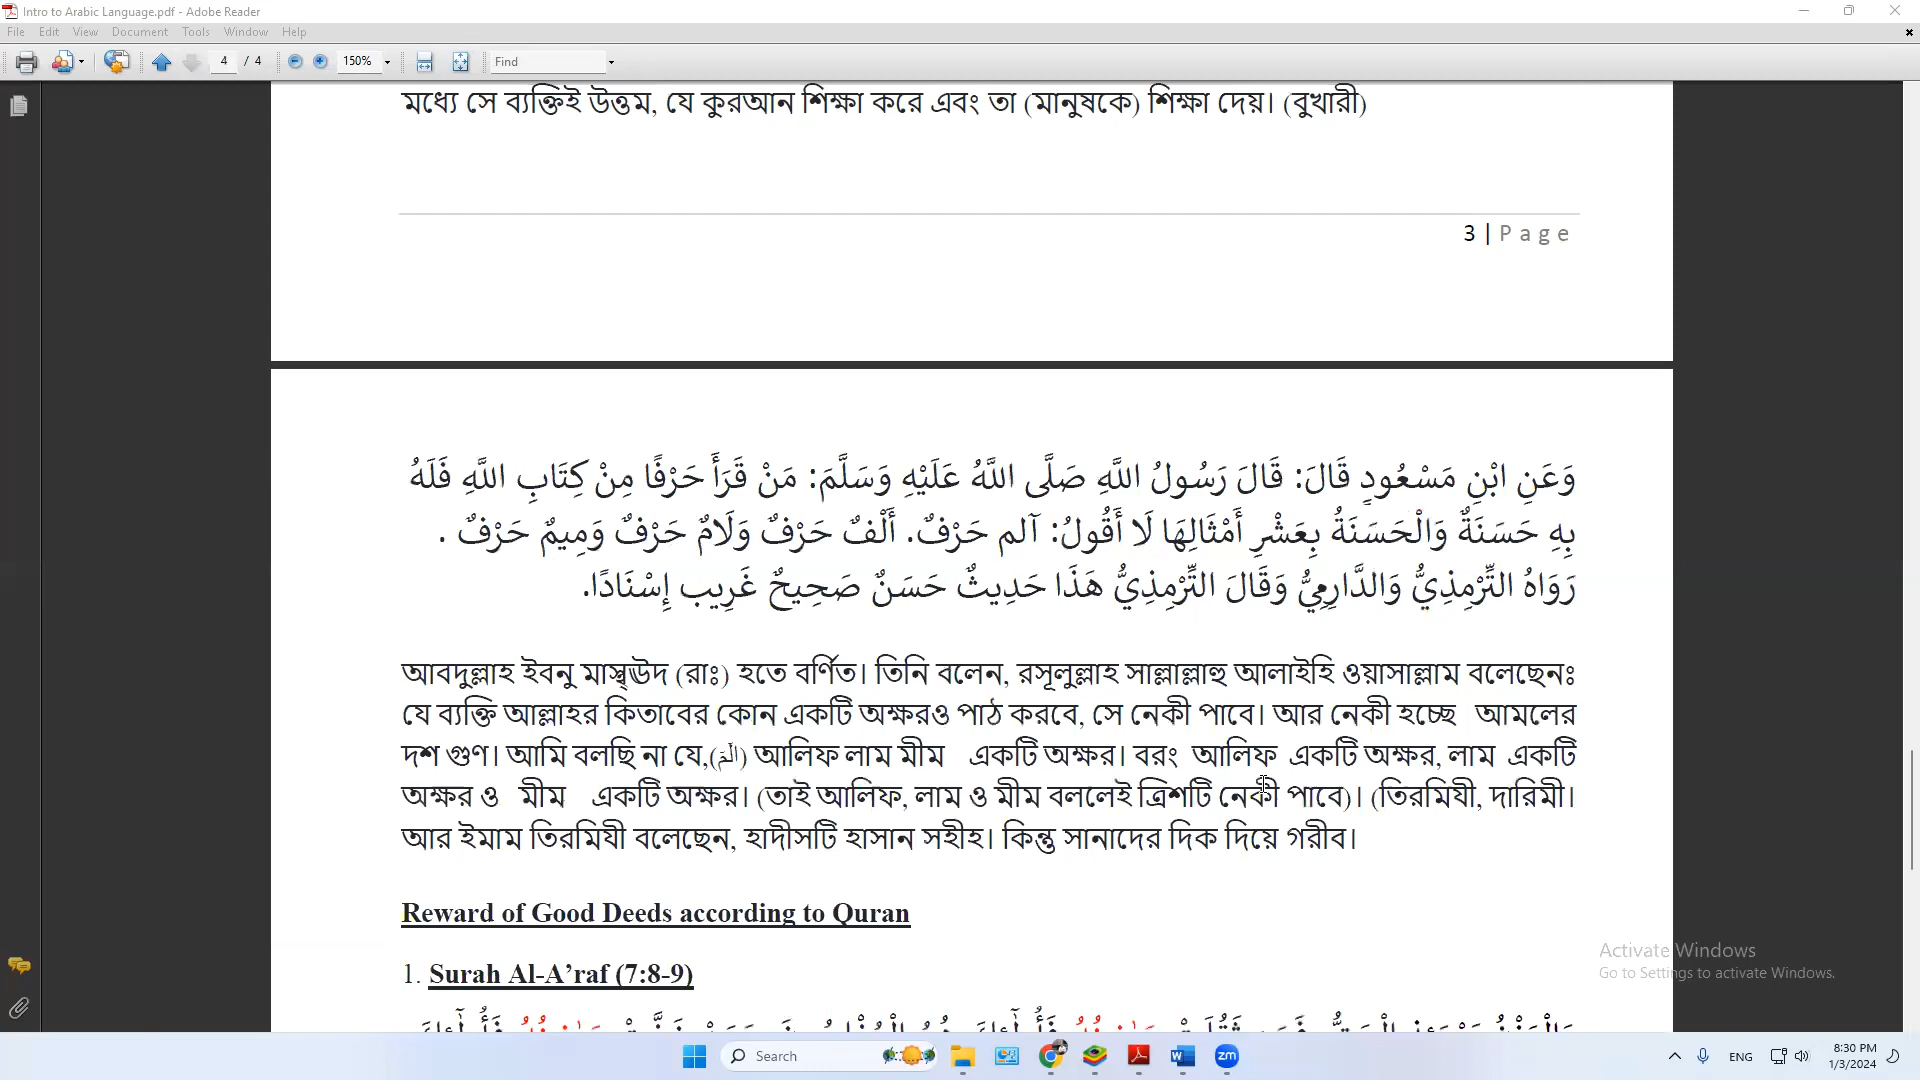 Intro to Arabic Language.pdf - Adobe Reader
File Edit View Document Tools Window Help
4 / 4 150% Find
মধ্যে সে ব্যক্তিই উত্তম, যে কুরআন শিক্ষা করে এবং তা (মানুষকে) শিক্ষা দেয়। (বুখারী)
3 | P a g e
وَعَنِ ابْنِ مَسْعُودٍ قَالَ: قَالَ رَسُولُ اللَّهِ صَلَّى اللَّهُ عَلَيْهِ وَسَلَّمَ: مَنْ قَرَأَ حَرْفًا مِنْ كِتَابِ اللَّهِ فَلَهُ
بِهِ حَسَنَةٌ وَالْحَسَنَةُ بِعَشْرِ أَمْثَالِهَا لَا أَقُولُ: آلم حَرْفٌ. أَلْفٌ حَرْفٌ وَلَامٌ حَرْفٌ وَمِيمٌ حَرْفٌ .
رَوَاهُ التِّرْمِذِيُّ وَالدَّارِمِيُّ وَقَالَ التِّرْمِذِيُّ هَذَا حَدِيثٌ حَسَنٌ صَحِيحٌ غَرِيب إِسْنَادًا.
আবদুল্লাহ ইবনু মাস্ঊদ (রাঃ) হতে বর্ণিত। তিনি বলেন, রসূলুল্লাহ সাল্লাল্লাহু আলাইহি ওয়াসাল্লাম বলেছেনঃ
যে ব্যক্তি আল্লাহর কিতাবের কোন একটি অক্ষরও পাঠ করবে, সে নেকী পাবে। আর নেকী হচ্ছে আমলের
দশ গুণ। আমি বলছি না যে,(الٓمّٓ) আলিফ লাম মীম একটি অক্ষর। বরং আলিফ একটি অক্ষর, লাম একটি
অক্ষর ও মীম একটি অক্ষর। (তাই আলিফ, লাম ও মীম বললেই ত্রিশটি নেকী পাবে)। (তিরমিযী, দারিমী।
আর ইমাম তিরমিযী বলেছেন, হাদীসটি হাসান সহীহ। কিন্তু সানাদের দিক দিয়ে গরীব।
Reward of Good Deeds according to Quran
1. Surah Al-A’raf (7:8-9)
Activate Windows
Go to Settings to activate Windows.
Search
zm
ENG
8:30 PM
1/3/2024